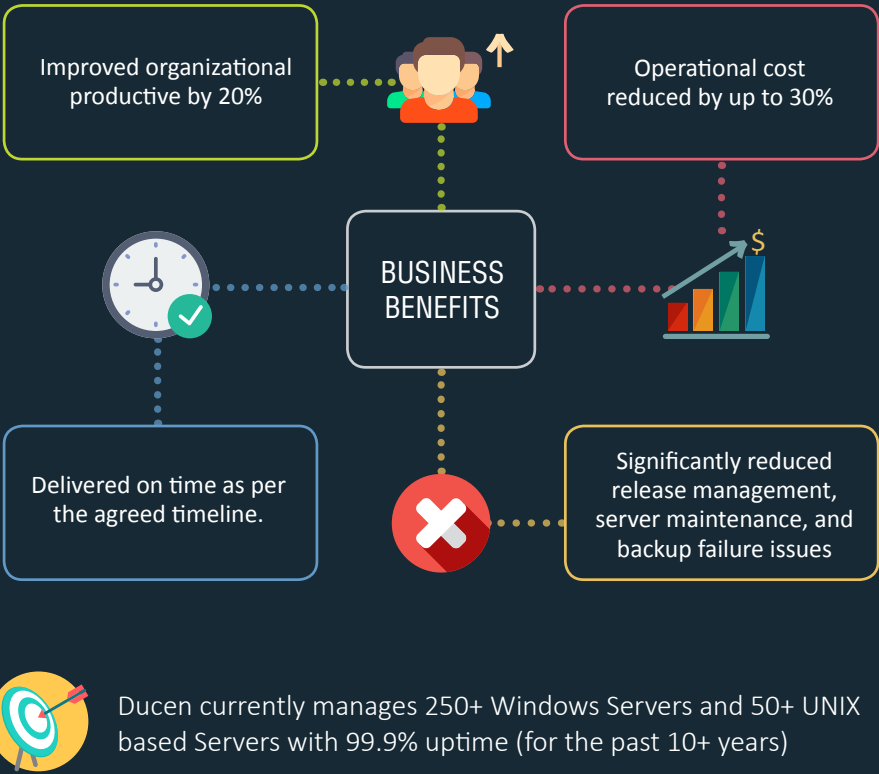 Improved organizational
productive by 20%
Operational cost
reduced by up to 30%
$
BUSINESS
BENEFITS
Delivered on time as per
the agreed timeline.
Significantly reduced
release management,
server maintenance, and
backup failure issues
Ducen currently manages 250+ Windows Servers and 50+ UNIX
based Servers with 99.9% uptime (for the past 10+ years)